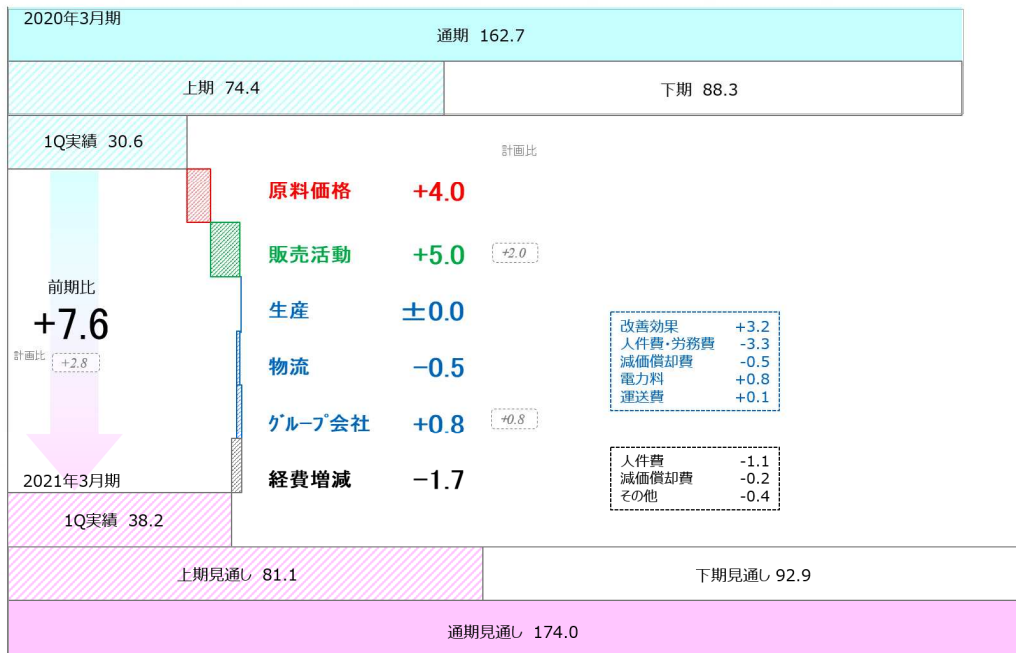 2020年3月期
通期 162.7
上期 74.4
下期 88.3
1Q実績 30.6
計画比
原料価格 +4.0
販売活動 +5.0 +2.0
前期比
+7.6
計画比 +2.8
生産 ±0.0
物流 -0.5
グループ会社 +0.8 +0.8
経費増減 -1.7
改善効果 +3.2
人件費・労務費 -3.3
減価償却費 -0.5
電力料 +0.8
運送費 +0.1
人件費 -1.1
減価償却費 -0.2
その他 -0.4
2021年3月期
1Q実績 38.2
上期見通し 81.1
下期見通し 92.9
通期見通し 174.0